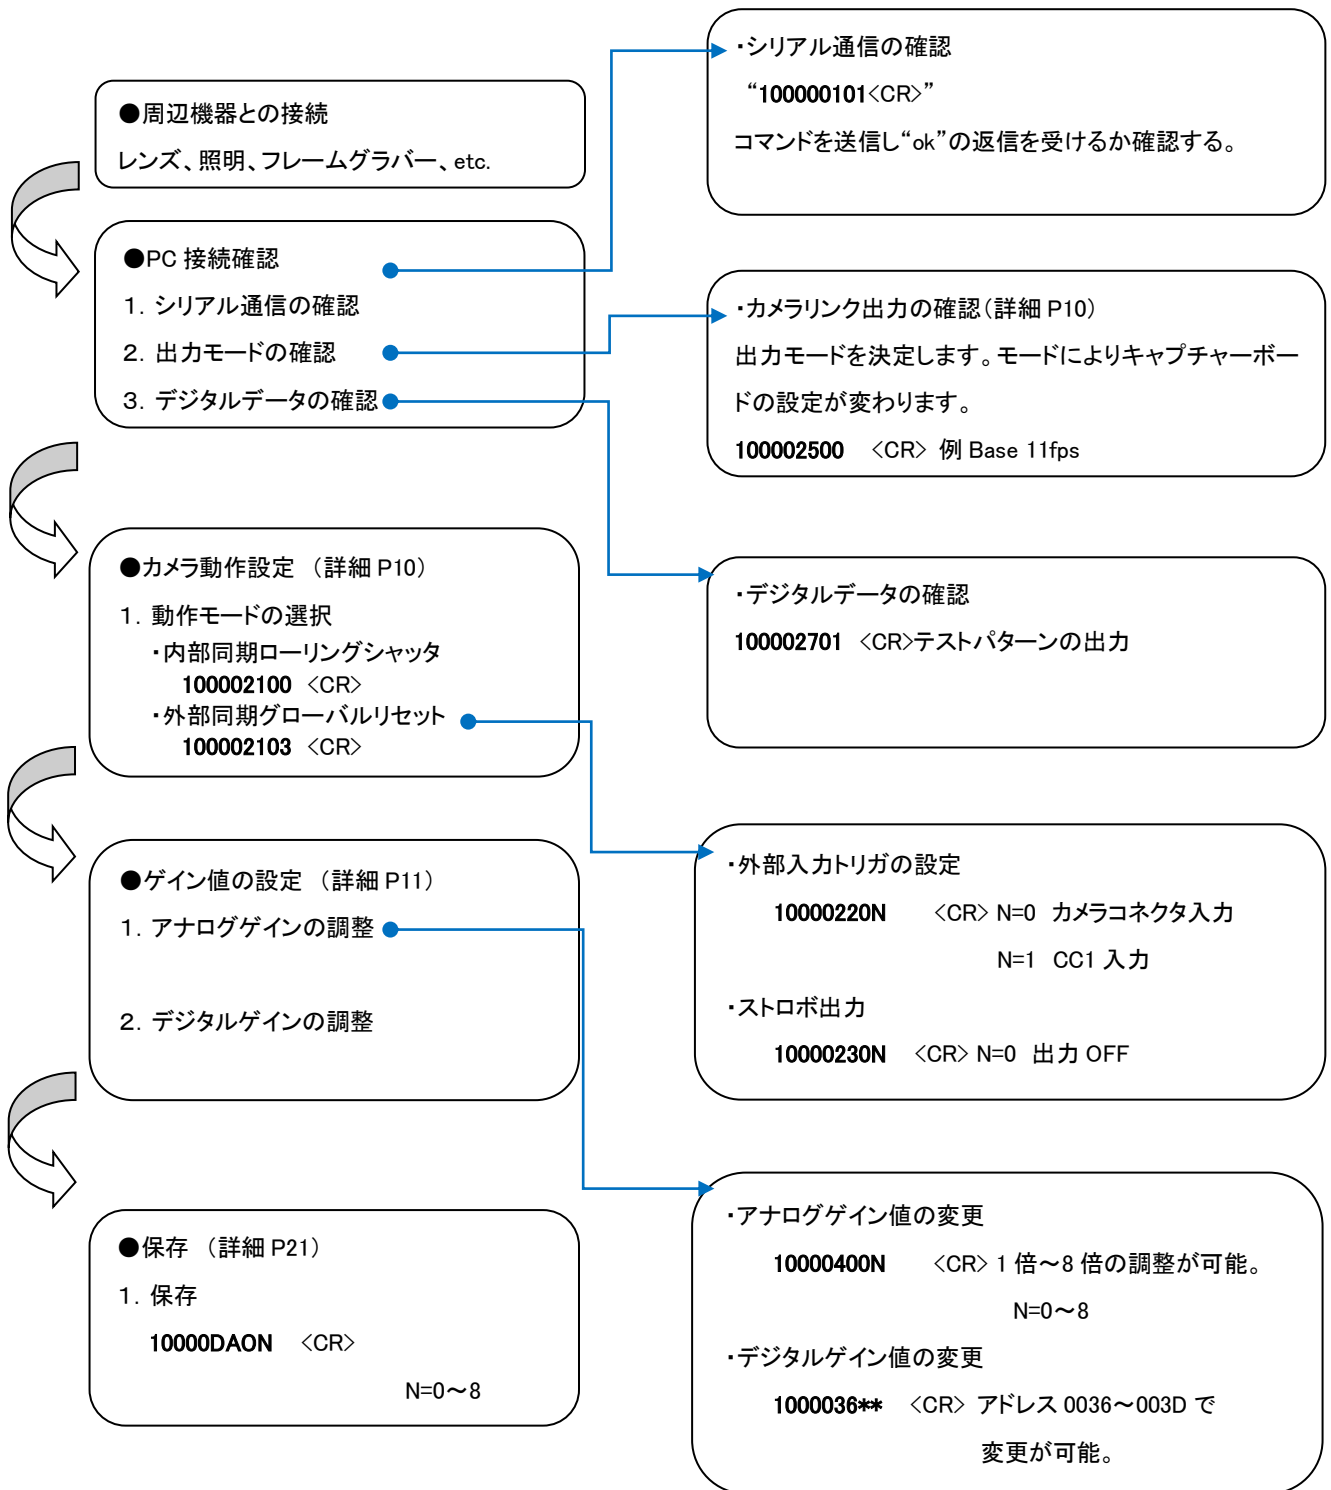 ●周辺機器との接続
レンズ、照明、フレームグラバー、etc.
●PC 接続確認
１．シリアル通信の確認
２．出力モードの確認
３．デジタルデータの確認
●カメラ動作設定 （詳細 P10）
１．動作モードの選択
・内部同期ローリングシャッタ
100002100 <CR>
・外部同期グローバルリセット
100002103 <CR>
●ゲイン値の設定 （詳細 P11）
１．アナログゲインの調整
２．デジタルゲインの調整
●保存 （詳細 P21）
１．保存
10000DAON <CR>
N=0～8
・シリアル通信の確認
“100000101<CR>”
コマンドを送信し“ok”の返信を受けるか確認する。
・カメラリンク出力の確認（詳細 P10）
出力モードを決定します。モードによりキャプチャーボー
ドの設定が変わります。
100002500 <CR> 例 Base 11fps
・デジタルデータの確認
100002701 <CR>テストパターンの出力
・外部入力トリガの設定
10000220N <CR> N=0 カメラコネクタ入力
N=1 CC1 入力
・ストロボ出力
10000230N <CR> N=0 出力 OFF
・アナログゲイン値の変更
10000400N <CR> 1 倍～8 倍の調整が可能。
N=0～8
・デジタルゲイン値の変更
1000036** <CR> アドレス 0036～003D で
変更が可能。